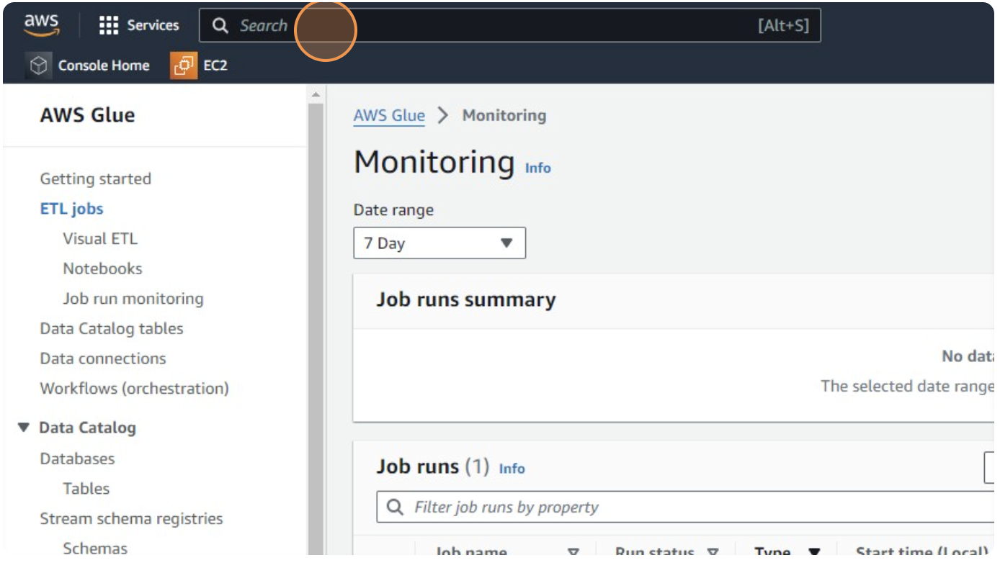 aws Services Search [Alt+S]
Console Home EC2
AWS Glue
Getting started
ETL jobs
Visual ETL
Notebooks
Job run monitoring
Data Catalog tables
Data connections
Workflows (orchestration)
Data Catalog
Databases
Tables
Stream schema registries
Schemas
AWS Glue Monitoring
Monitoring Info
Date range
7 Day
Job runs summary
No data
The selected date range
Job runs (1) Info
Filter job runs by property
Job name Run status Type Start time (Local)